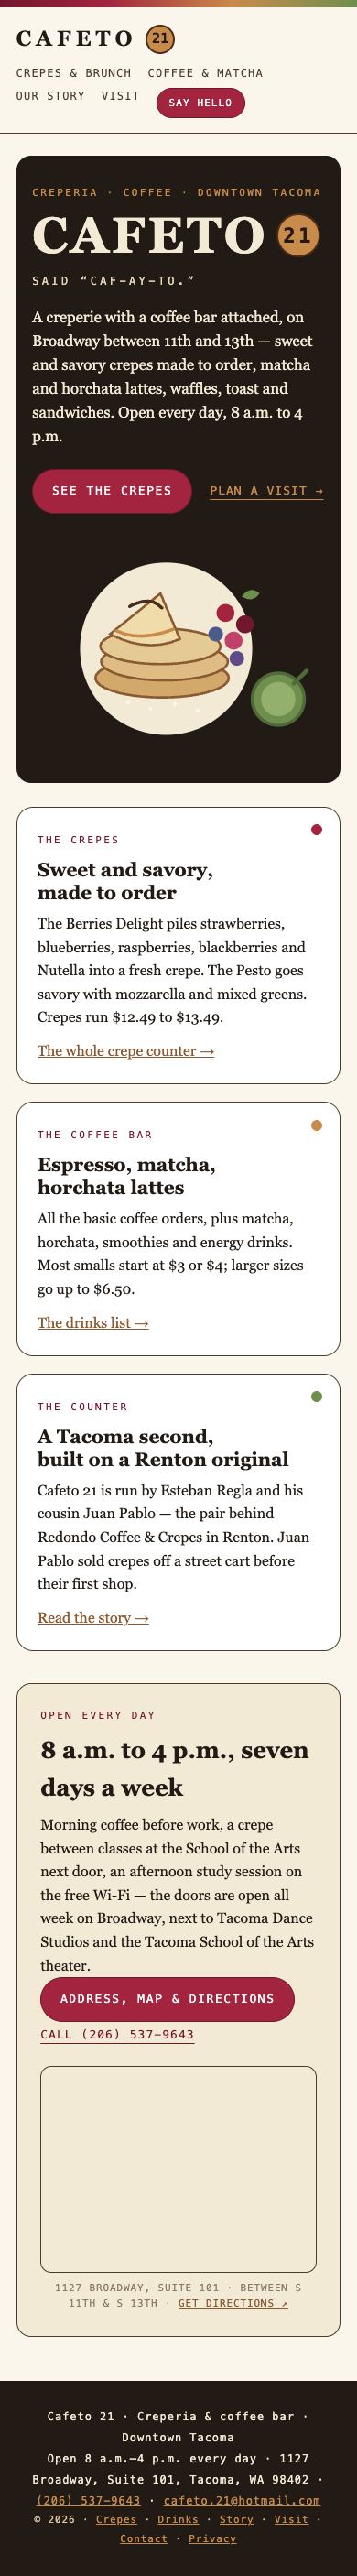 CAFETO 21
CREPES & BRUNCH COFFEE & MATCHA
OUR STORY VISIT SAY HELLO
CREPERIA · COFFEE · DOWNTOWN TACOMA
CAFETO 21
SAID “CAF-AY-TO.”
A creperie with a coffee bar attached, on
Broadway between 11th and 13th — sweet
and savory crepes made to order, matcha
and horchata lattes, waffles, toast and
sandwiches. Open every day, 8 a.m. to 4
p.m.
SEE THE CREPES PLAN A VISIT →
THE CREPES
Sweet and savory,
made to order
The Berries Delight piles strawberries,
blueberries, raspberries, blackberries and
Nutella into a fresh crepe. The Pesto goes
savory with mozzarella and mixed greens.
Crepes run $12.49 to $13.49.
The whole crepe counter →
THE COFFEE BAR
Espresso, matcha,
horchata lattes
All the basic coffee orders, plus matcha,
horchata, smoothies and energy drinks.
Most smalls start at $3 or $4; larger sizes
go up to $6.50.
The drinks list →
THE COUNTER
A Tacoma second,
built on a Renton original
Cafeto 21 is run by Esteban Regla and his
cousin Juan Pablo — the pair behind
Redondo Coffee & Crepes in Renton. Juan
Pablo sold crepes off a street cart before
their first shop.
Read the story →
OPEN EVERY DAY
8 a.m. to 4 p.m., seven
days a week
Morning coffee before work, a crepe
between classes at the School of the Arts
next door, an afternoon study session on
the free Wi-Fi — the doors are open all
week on Broadway, next to Tacoma Dance
Studios and the Tacoma School of the Arts
theater.
ADDRESS, MAP & DIRECTIONS
CALL (206) 537-9643
1127 BROADWAY, SUITE 101 · BETWEEN S
11TH & S 13TH · GET DIRECTIONS ↗
Cafeto 21 · Creperia & coffee bar ·
Downtown Tacoma
Open 8 a.m.–4 p.m. every day · 1127
Broadway, Suite 101, Tacoma, WA 98402 ·
(206) 537-9643 · cafeto.21@hotmail.com
© 2026 · Crepes · Drinks · Story · Visit ·
Contact · Privacy